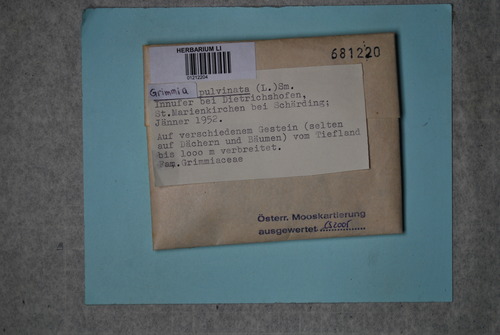 HERBARIUM LI
01212204
681220
Grimmia pulvinata (L.)Sm.
Innufer bei Dietrichshofen,
St.Marienkirchen bei Schärding;
Jänner 1952.
Auf verschiedenem Gestein (selten
auf Dächern und Bäumen) vom Tiefland
bis 1000 m verbreitet.
Fam.Grimmiaceae
Österr. Mooskartierung
ausgewertet